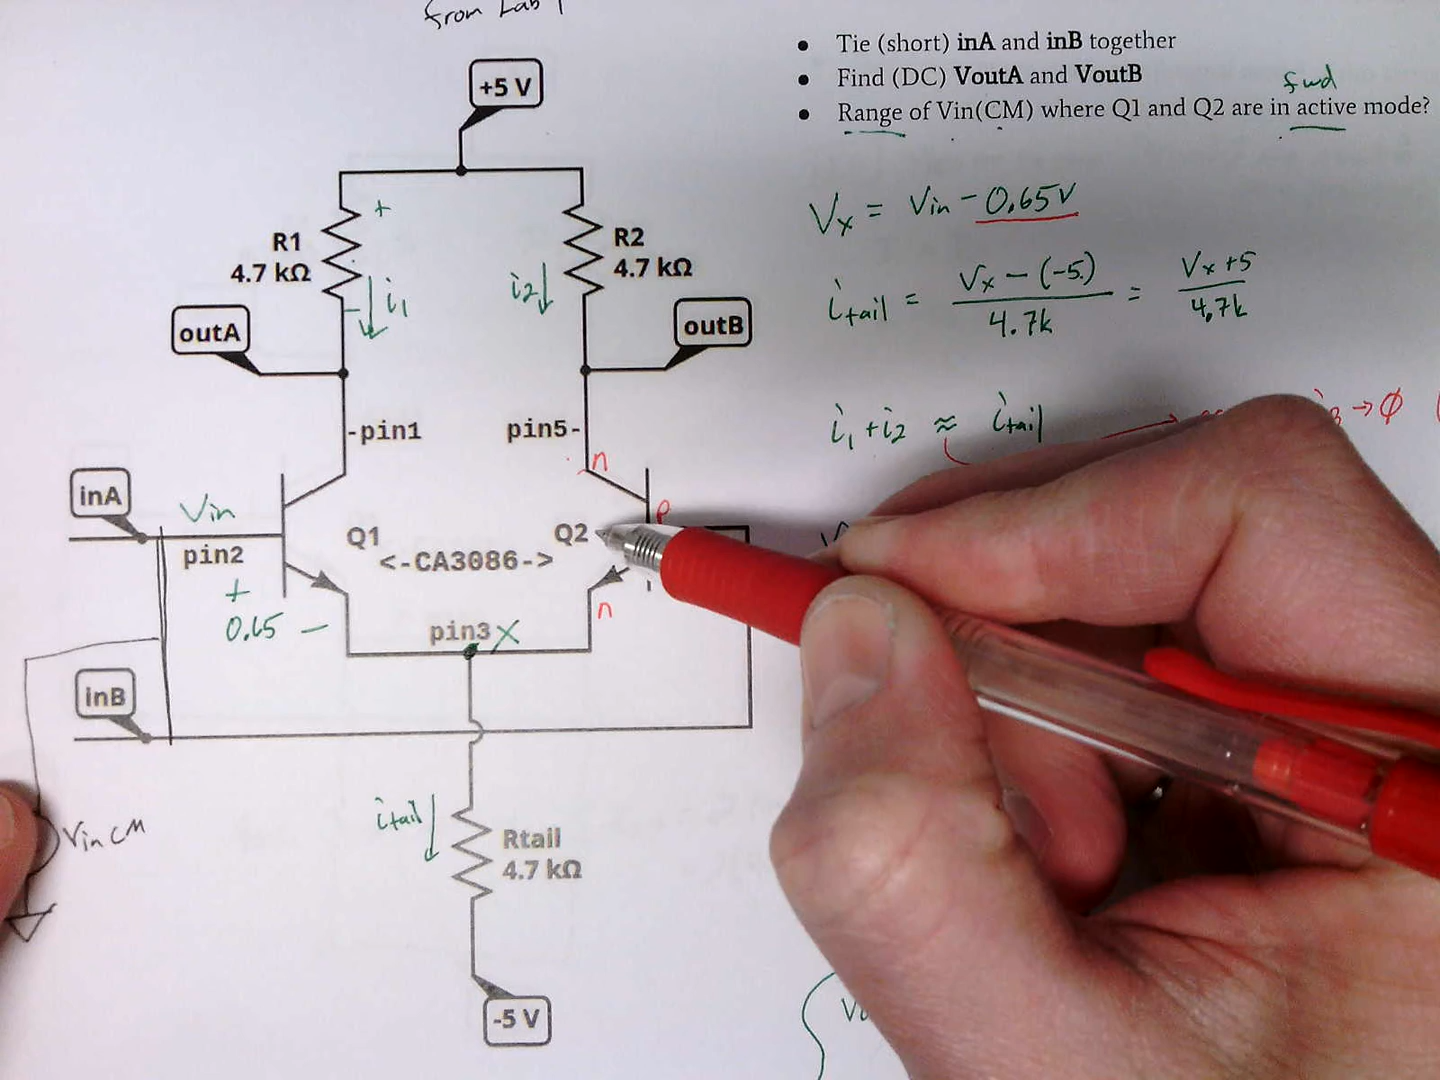 from Lab 1
• Tie (short) inA and inB together
• Find (DC) VoutA and VoutB
fwd
• Range of Vin(CM) where Q1 and Q2 are in active mode?
+5 V
Vx = Vin - 0.65V
itail = Vx - (-5) / 4.7k = Vx + 5 / 4.7k
i1 + i2 ≈ itail
→ ∅
+
-
R1
4.7 kΩ
i1
i2
R2
4.7 kΩ
outA
outB
-pin1
pin5-
n
p
n
inA
Vin
pin2
+
0.65 -
Q1
Q2
<-CA3086->
pin3 X
inB
Vin CM
itail
Rtail
4.7 kΩ
-5 V